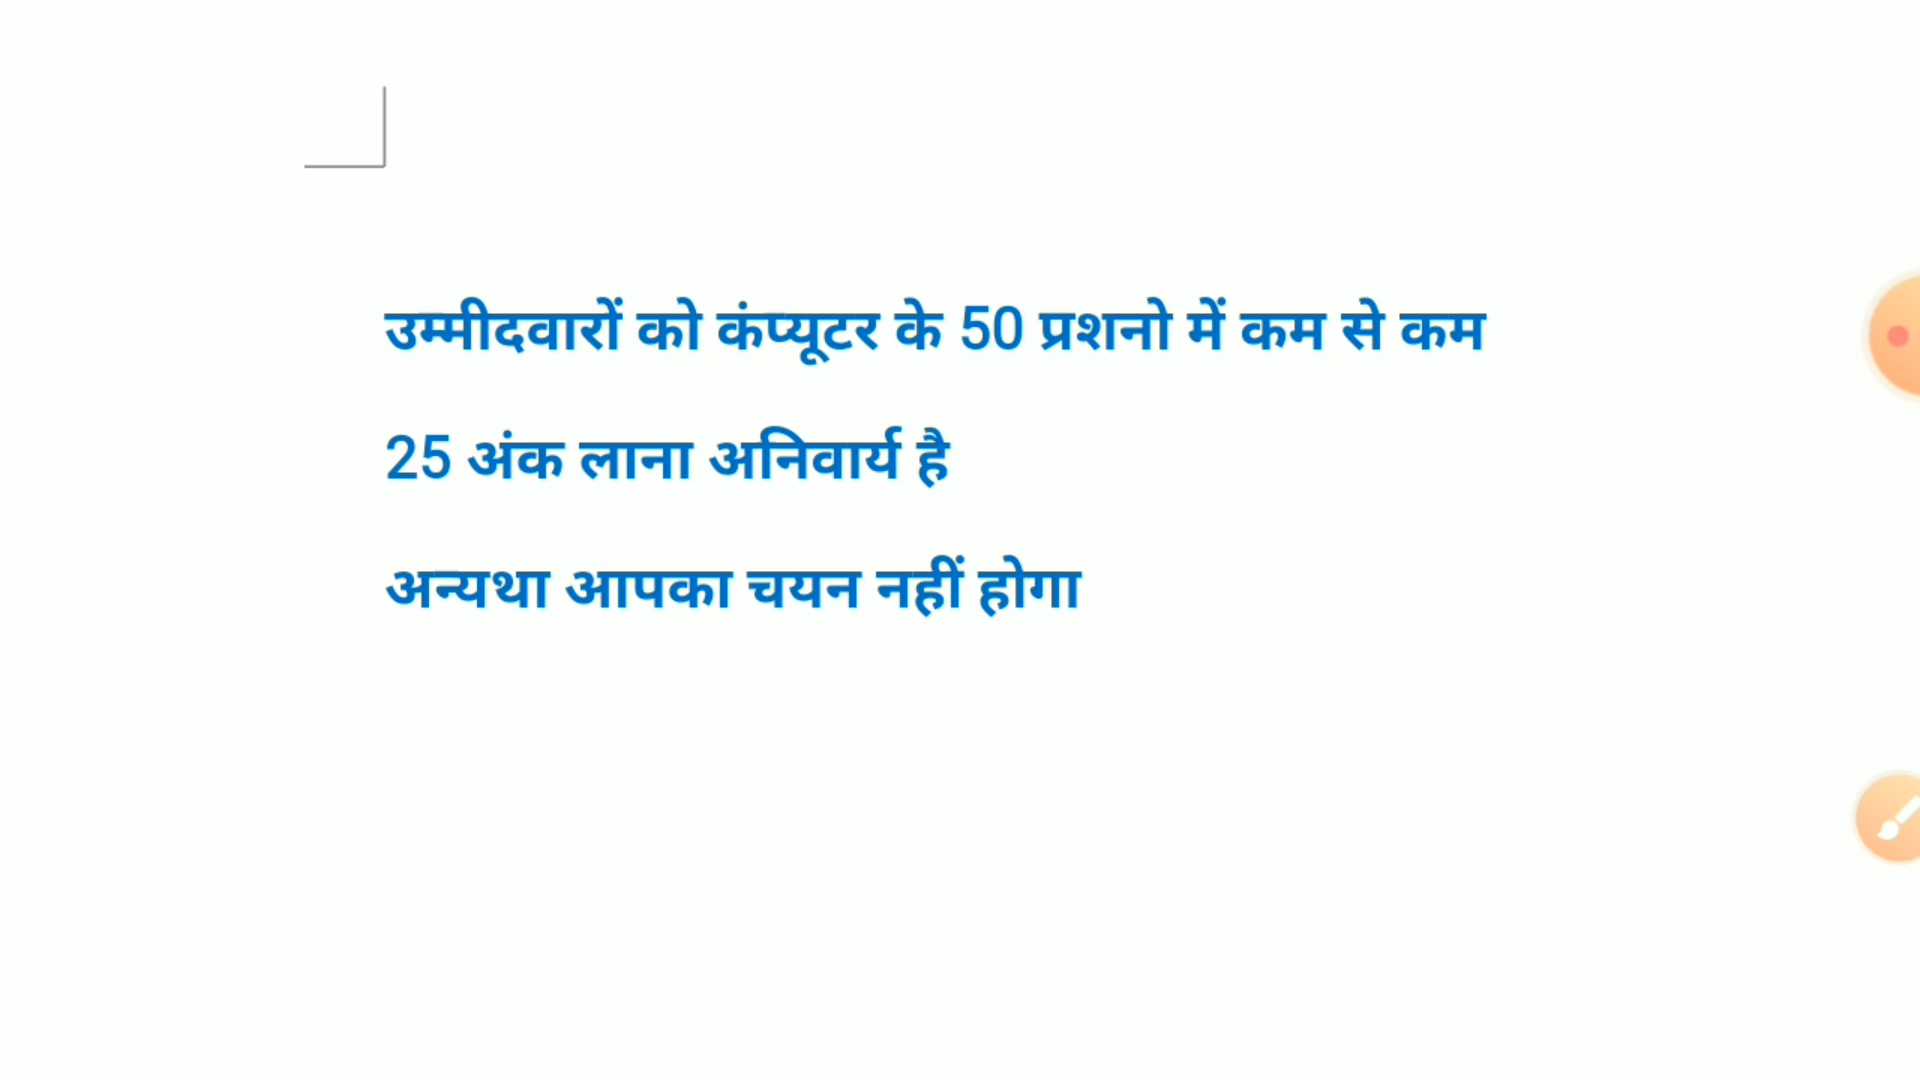 उम्मीदवारों को कंप्यूटर के 50 प्रशनो में कम से कम
25 अंक लाना अनिवार्य है
अन्यथा आपका चयन नहीं होगा